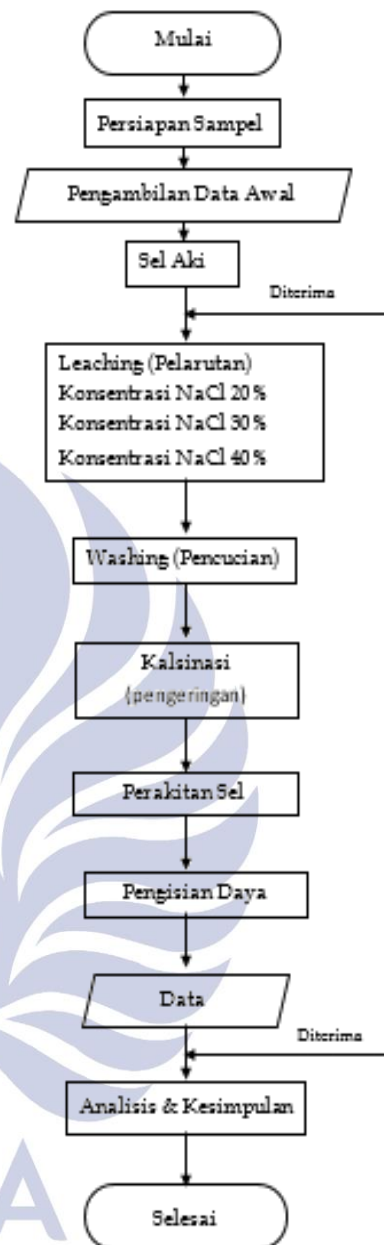 Mulai
Persiapan Sampel
Pengambilan Data Awal
Sel Aki
Diterima
Leaching (Pelarutan)
Konsentrasi NaCl 20%
Konsentrasi NaCl 30%
Konsentrasi NaCl 40%
Washing (Pencucian)
Kalsinasi
(pengeringan)
Perakitan Sel
Pengisian Daya
Data
Diterima
Analisis & Kesimpulan
A
Selesai